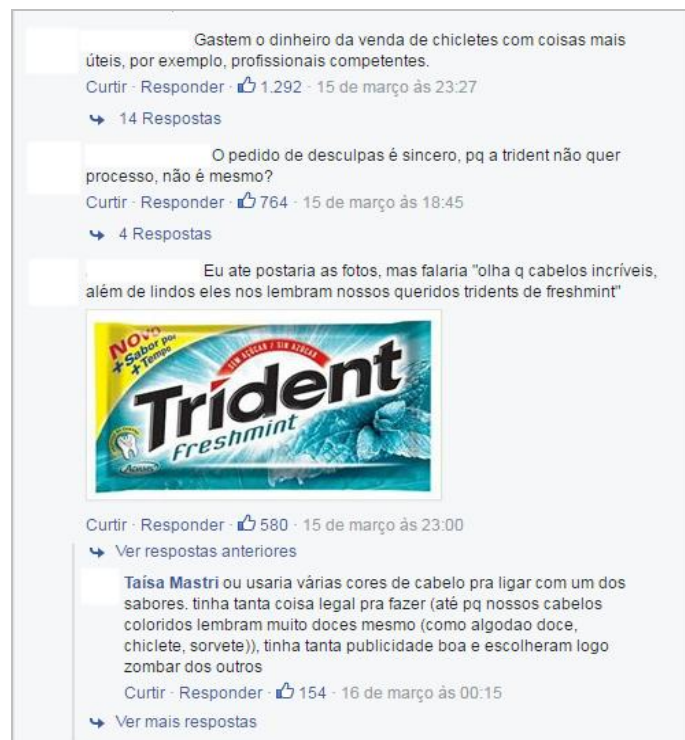 Gastem o dinheiro da venda de chicletes com coisas mais
úteis, por exemplo, profissionais competentes.
Curtir · Responder · 1.292 · 15 de março às 23:27
14 Respostas
O pedido de desculpas é sincero, pq a trident não quer
processo, não é mesmo?
Curtir · Responder · 764 · 15 de março às 18:45
4 Respostas
Eu ate postaria as fotos, mas falaria "olha q cabelos incríveis,
além de lindos eles nos lembram nossos queridos tridents de freshmint"
NOVO
+ Sabor por
+ Tempo
SEM AÇÚCAR / SIN AZÚCAR
Trident
freshmint
Adams
Curtir · Responder · 580 · 15 de março às 23:00
Ver respostas anteriores
Taísa Mastri ou usaria várias cores de cabelo pra ligar com um dos
sabores. tinha tanta coisa legal pra fazer (até pq nossos cabelos
coloridos lembram muito doces mesmo (como algodao doce,
chiclete, sorvete)), tinha tanta publicidade boa e escolheram logo
zombar dos outros
Curtir · Responder · 154 · 16 de março às 00:15
Ver mais respostas